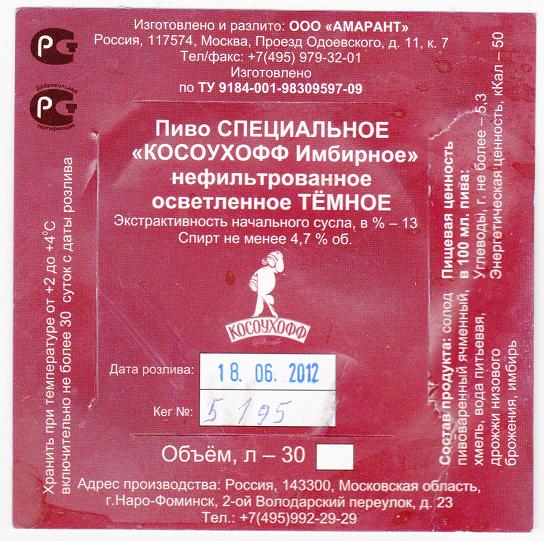 Изготовлено и разлито: ООО «АМАРАНТ»
Россия, 117574, Москва, Проезд Одоевского, д. 11, к. 7
Тел/факс: +7(495) 979-32-01
Изготовлено
по ТУ 9184-001-98309597-09
РСТ
Добровольная
РСТ
сертификация
Пиво СПЕЦИАЛЬНОЕ
«КОСОУХОФФ Имбирное»
нефильтрованное
осветленное ТЁМНОЕ
Экстрактивность начального сусла, в % – 13
Спирт не менее 4,7 % об.
КОСОУХОФФ
Дата розлива:
18.06.2012
Кег №:
5195
Объём, л – 30
Адрес производства: Россия, 143300, Московская область,
г.Наро-Фоминск, 2-ой Володарский переулок, д. 23
Тел.: +7(495)992-29-29
Хранить при температуре от +2 до +4⁰С
включительно не более 30 суток с даты розлива
Состав продукта: солод
пивоваренный ячменный,
хмель, вода питьевая,
дрожжи низового
брожения, имбирь
Пищевая ценность
в 100 мл. пива:
Углеводы, г. не более – 5,3
Энергетическая ценность, кКал – 50